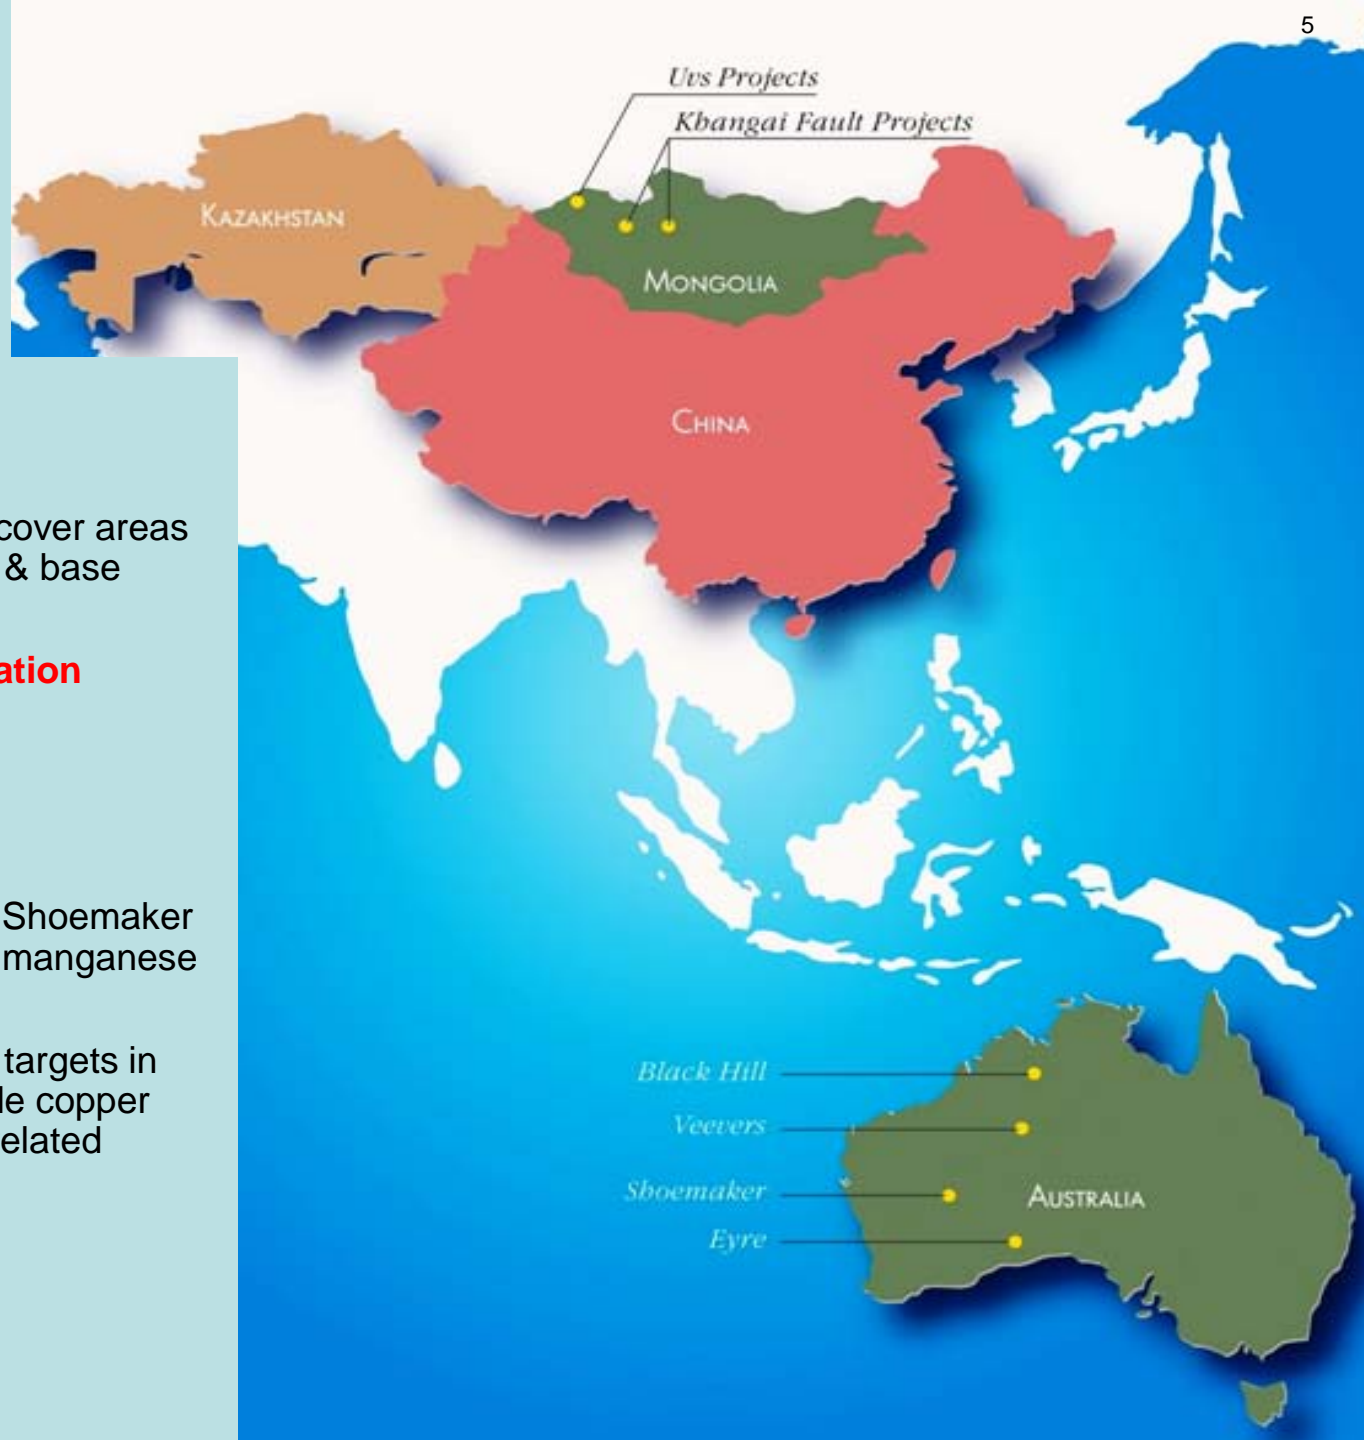 5
Uvs Projects
Khangai Fault Projects
KAZAKHSTAN
MONGOLIA
CHINA
cover areas
& base
ation
Shoemaker
manganese
targets in
le copper
elated
Black Hill
Veevers
Shoemaker
Eyre
AUSTRALIA